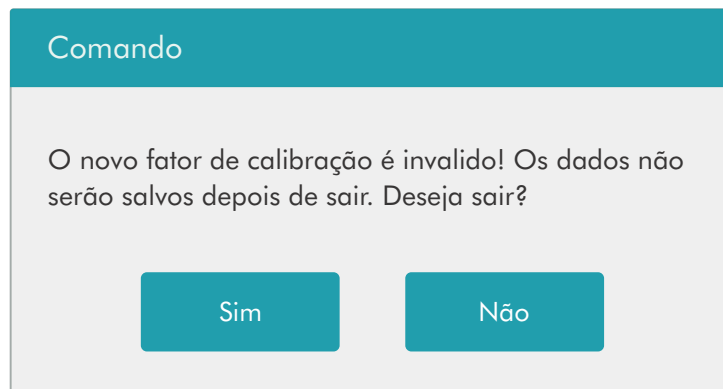 Comando
O novo fator de calibração é invalido! Os dados não
serão salvos depois de sair. Deseja sair?
Sim
Não